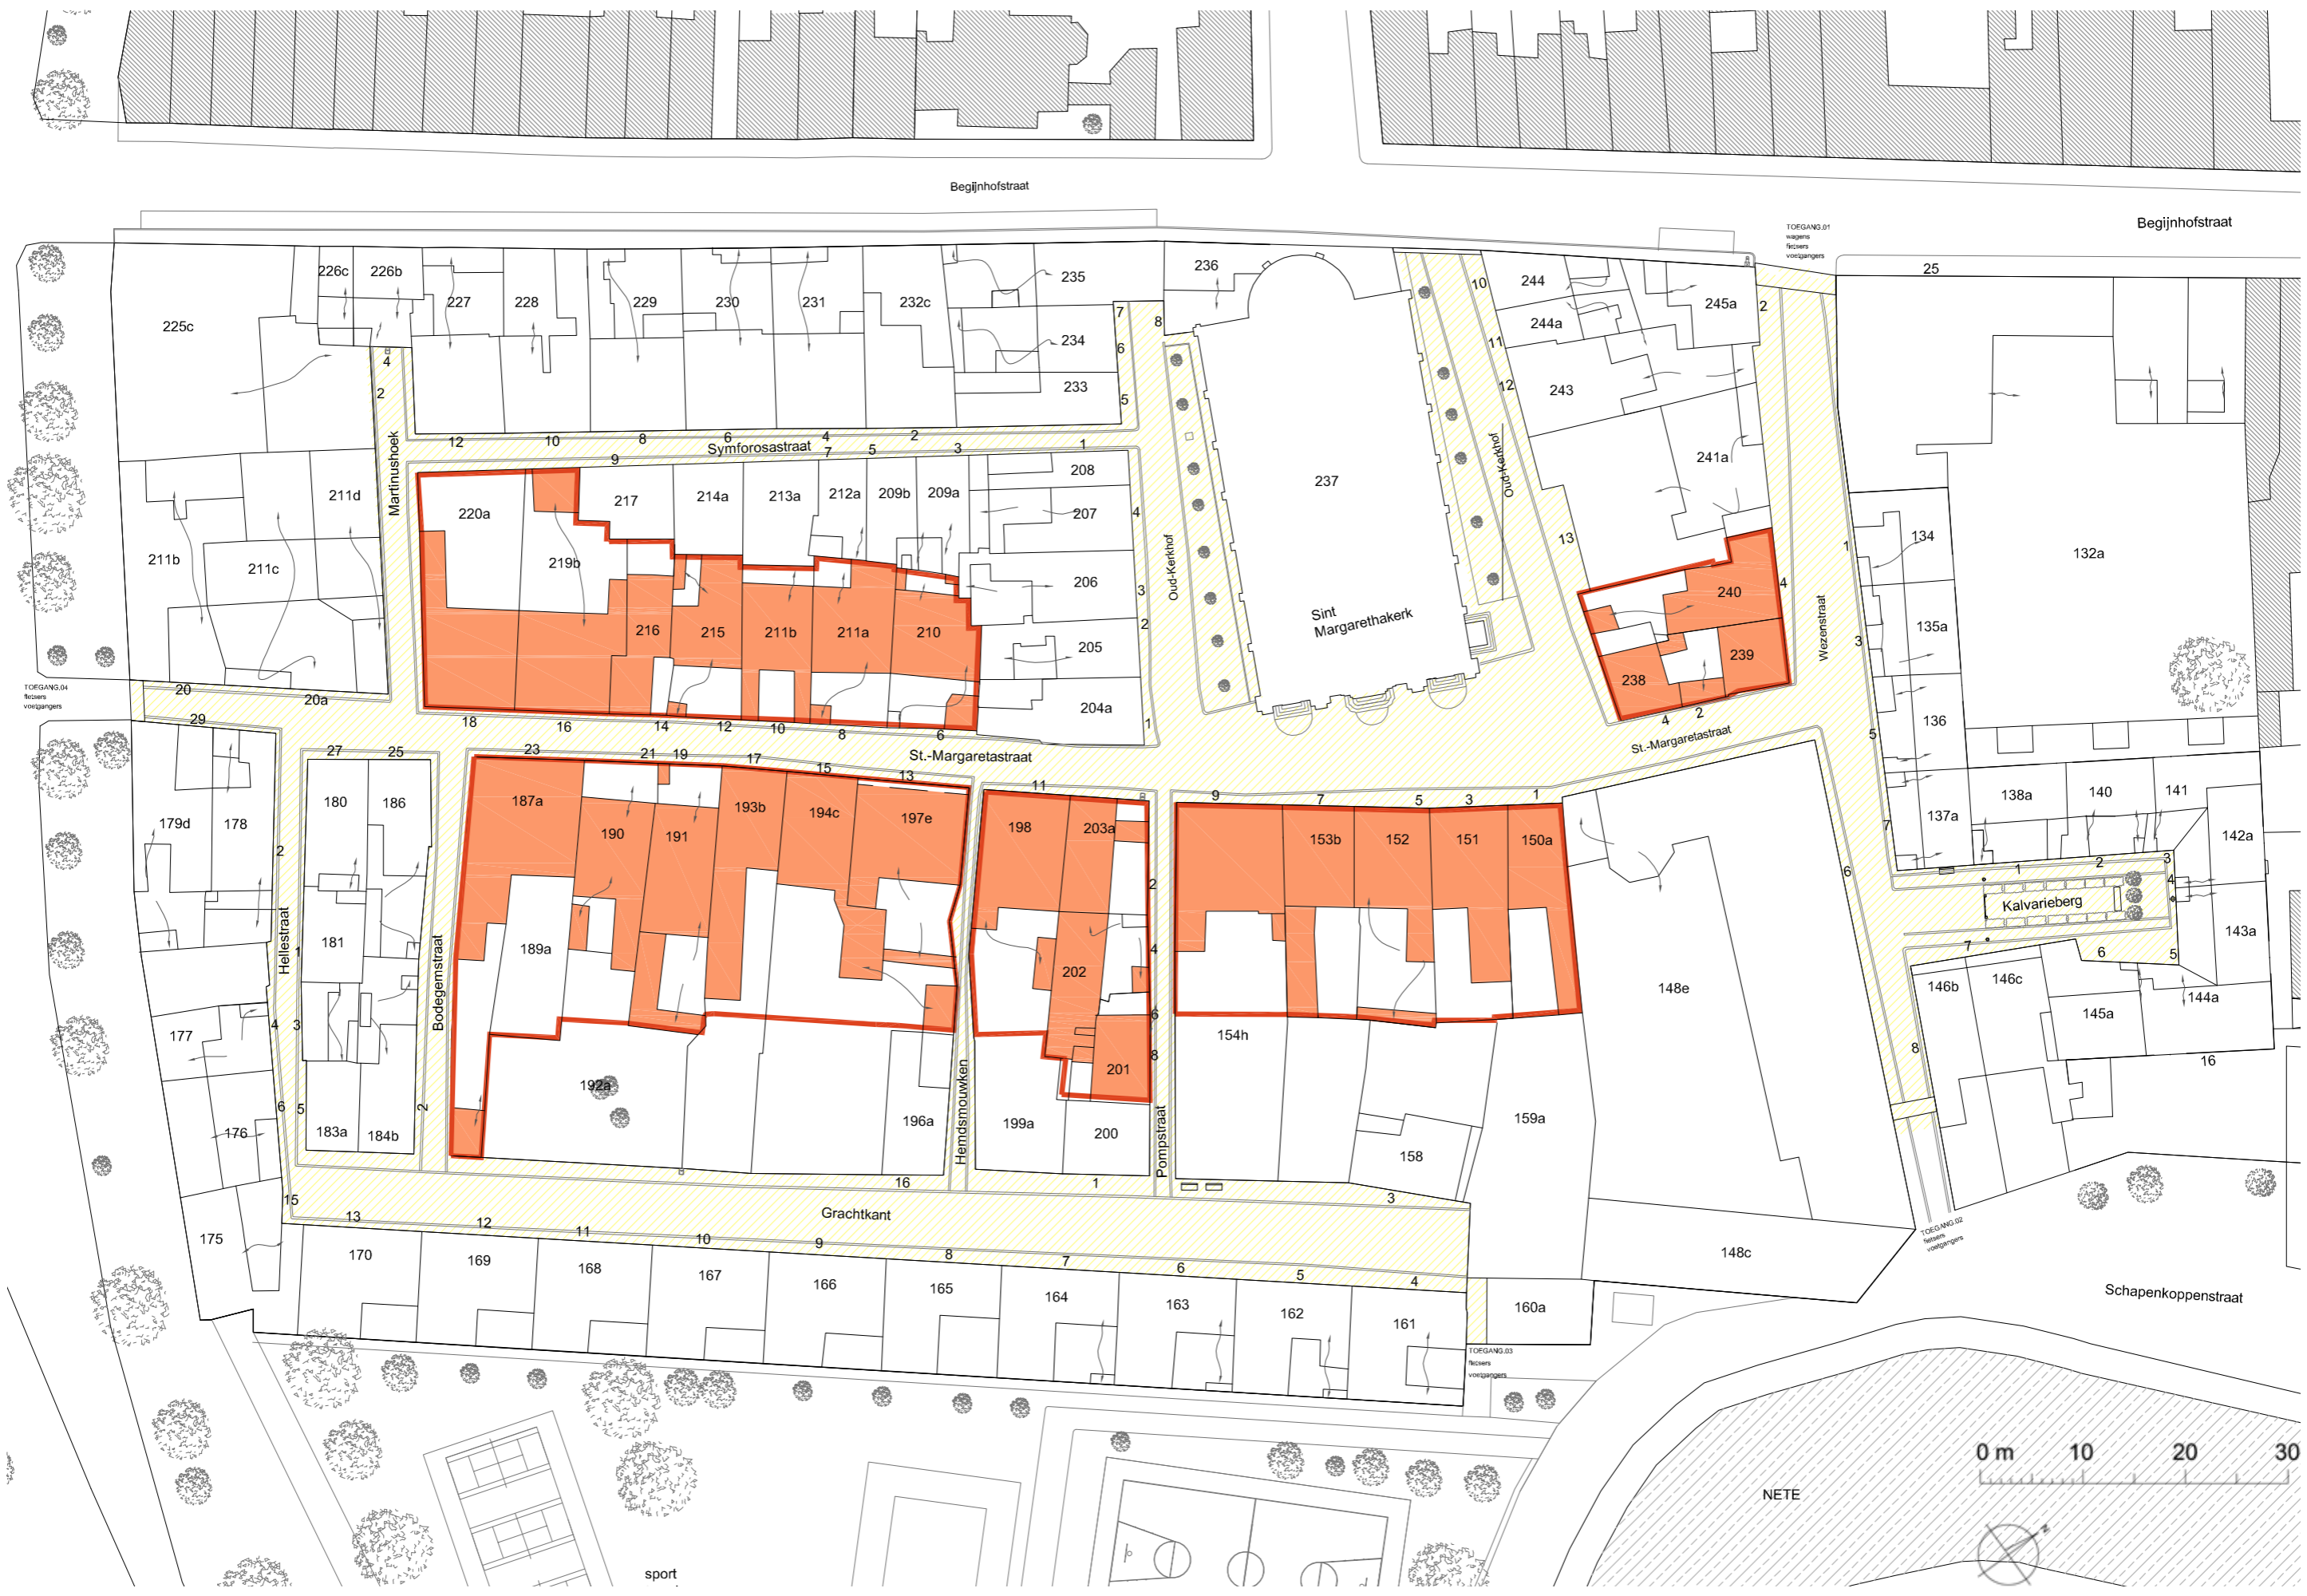 Begijnhofstraat
Begijnhofstraat
TOEGANG.01
wagens
fietsers
voetgangers
25
226c
226b
227
228
229
230
231
232c
235
234
233
236
225c
7
8
6
5
4
2
10
11
12
13
244
244a
245a
243
241a
2
237
Sint
Margarethakerk
Oud-Kerkhof
Oud-Kerkhof
132a
Martinushoek
12
10
8
6
4
2
Symforosastraat
9
7
5
3
1
211d
211b
211c
220a
219b
217
214a
213a
212a
209b
209a
208
207
206
205
204a
216
215
211b
211a
210
4
3
2
1
240
239
238
4
4
2
Wezenstraat
1
3
5
7
6
8
134
135a
136
137a
138a
140
141
142a
143a
144a
145a
146b
146c
16
1
2
3
4
5
6
7
Kalvarieberg
TOEGANG.04
fietsers
voetgangers
20
20a
29
18
16
14
12
10
8
6
St.-Margaretastraat
St.-Margaretastraat
27
25
23
21
19
17
15
13
11
9
7
5
3
1
180
186
179d
178
181
183a
184b
177
176
175
Hellestraat
2
4
6
1
3
5
15
Bodegemstraat
2
187a
190
191
193b
194c
197e
189a
192a
196a
Hemdsmouwken
198
203a
202
201
199a
200
2
4
6
8
Pompstraat
153b
152
151
150a
154h
158
159a
148e
148c
16
1
3
Grachtkant
13
12
11
10
9
8
7
6
5
4
170
169
168
167
166
165
164
163
162
161
160a
TOEGANG.02
fietsers
voetgangers
TOEGANG.03
fietsers
voetgangers
Schapenkoppenstraat
NETE
0 m
10
20
30
N
sport